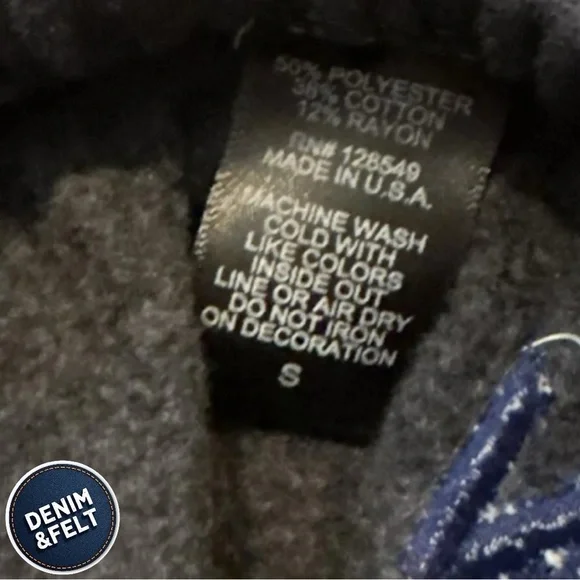 50% POLYESTER
38% COTTON
12% RAYON
RN# 128549
MADE IN U.S.A.
MACHINE WASH
COLD WITH
LIKE COLORS
INSIDE OUT
LINE OR AIR DRY
DO NOT IRON
ON DECORATION
S
DENIM
&FELT